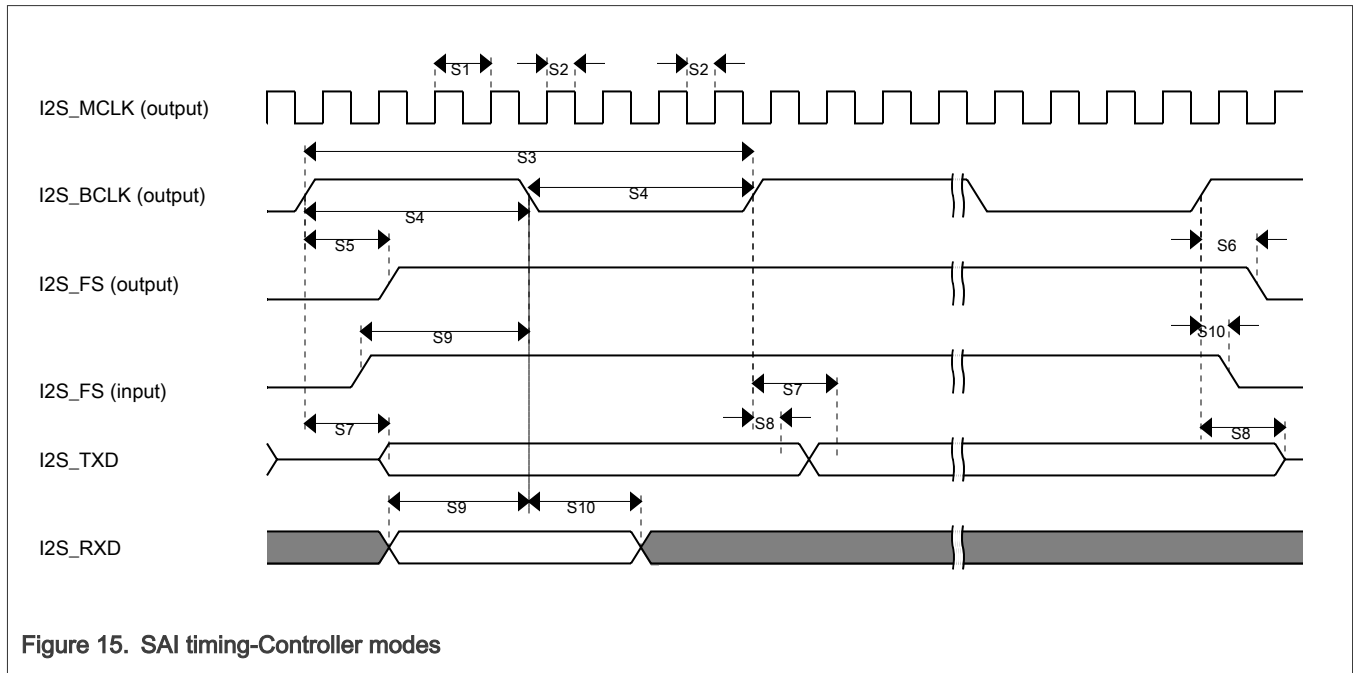 S1 S2 S2
I2S_MCLK (output)
S3
I2S_BCLK (output)
S4
S4
S5 S6
I2S_FS (output)
S9 S10
I2S_FS (input)
S7
S7 S8 S8
I2S_TXD
S9 S10
I2S_RXD
Figure 15. SAI timing-Controller modes